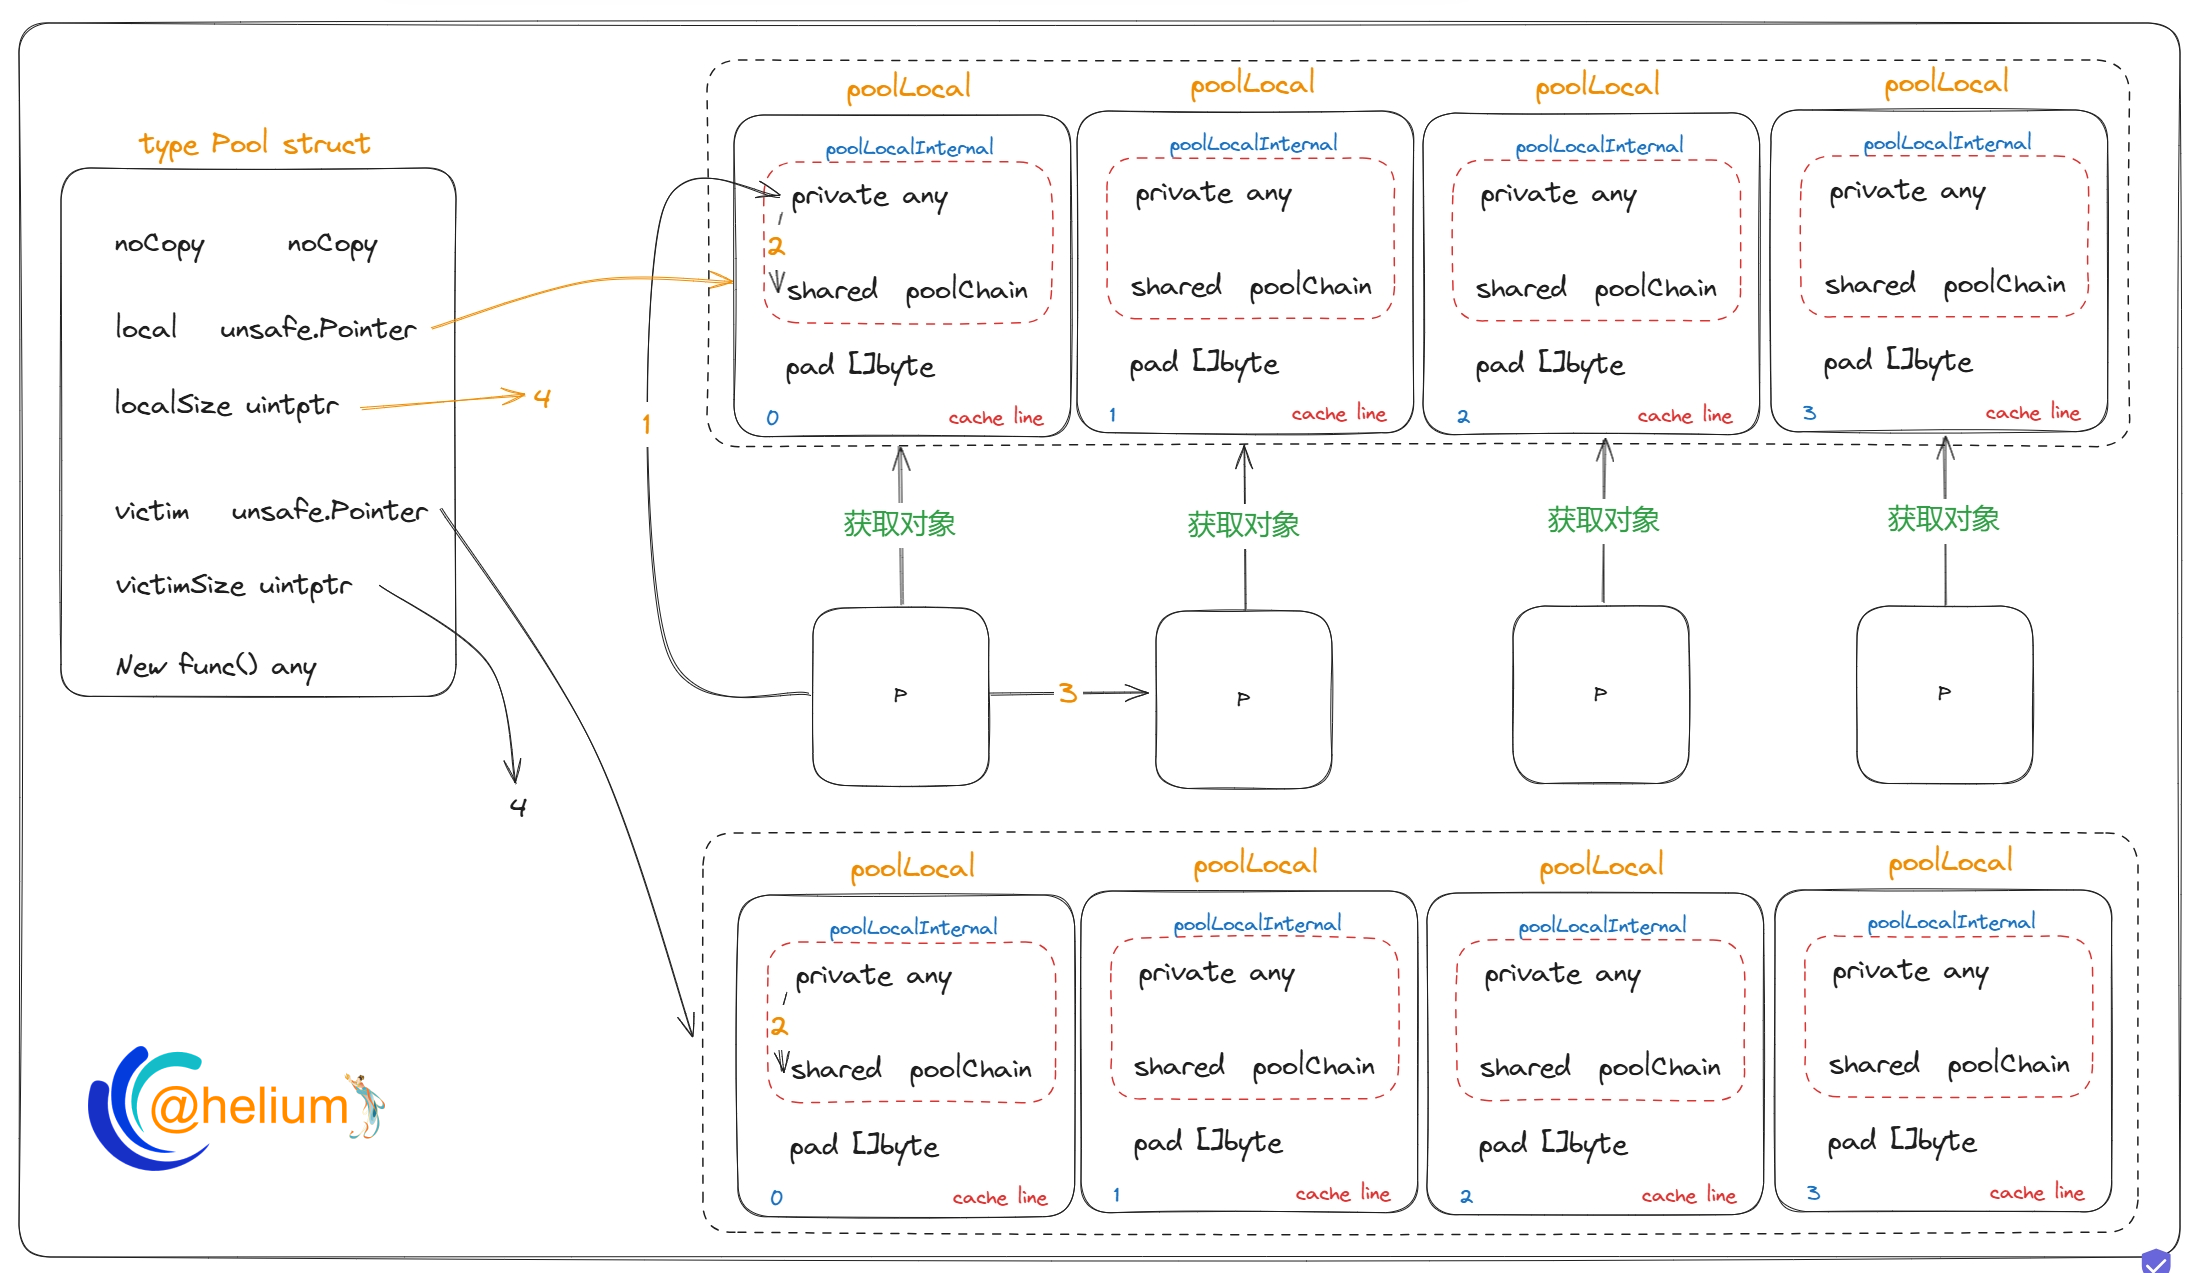 type Pool struct
noCopy noCopy
local unsafe.Pointer
localSize uintptr
4
victim unsafe.Pointer
victimSize uintptr
New func() any
4
poolLocal poolLocal poolLocal poolLocal
poolLocalInternal poolLocalInternal poolLocalInternal poolLocalInternal
private any private any private any private any
2
shared poolChain shared poolChain shared poolChain shared poolChain
pad []byte pad []byte pad []byte pad []byte
0 cache line 1 cache line 2 cache line 3 cache line
1
获取对象 获取对象 获取对象 获取对象
P 3 P P P
poolLocal poolLocal poolLocal poolLocal
poolLocalInternal poolLocalInternal poolLocalInternal poolLocalInternal
private any private any private any private any
2
shared poolChain shared poolChain shared poolChain shared poolChain
pad []byte pad []byte pad []byte pad []byte
0 cache line 1 cache line 2 cache line 3 cache line
@helium